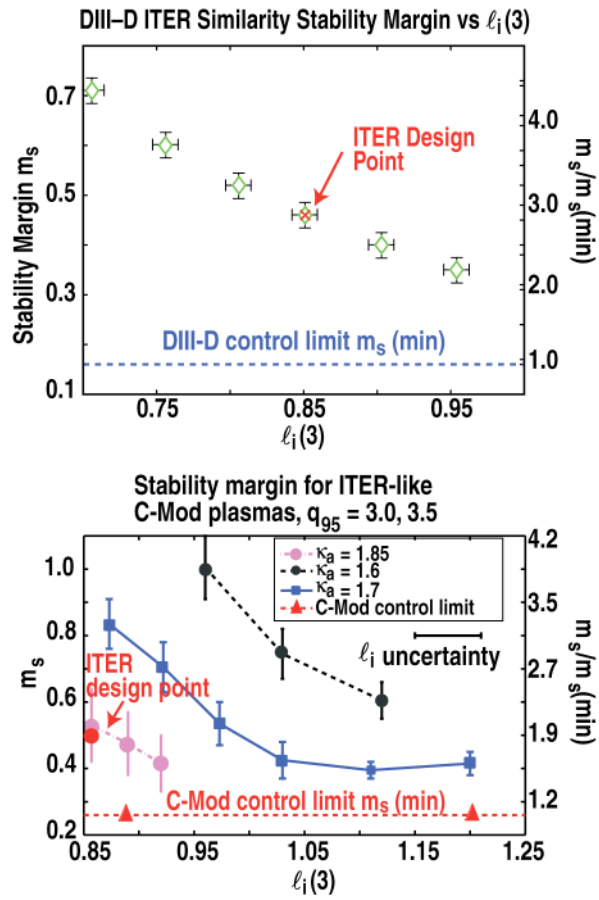 DIII–D ITER Similarity Stability Margin vs ℓi(3)
0.7
0.5
0.3
0.1
Stability Margin ms
4.0
3.0
2.0
1.0
ms/ms(min)
ITER Design
Point
DIII-D control limit ms (min)
0.75
0.85
0.95
ℓi(3)
Stability margin for ITER-like
C-Mod plasmas, q95 = 3.0, 3.5
1.0
0.8
0.6
0.4
0.2
ms
4.2
3.5
2.7
1.9
1.2
ms/ms(min)
κa = 1.85
κa = 1.6
κa = 1.7
C-Mod control limit
ℓi uncertainty
ITER
design point
C-Mod control limit ms (min)
0.85
0.95
1.05
1.15
1.25
ℓi(3)